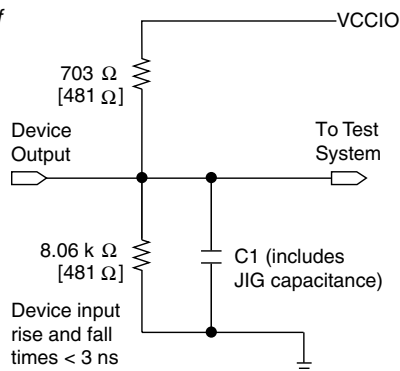 f
VCCIO
703 Ω
[481 Ω]
Device
Output
To Test
System
8.06 k Ω
[481 Ω]
C1 (includes
JIG capacitance)
Device input
rise and fall
times < 3 ns